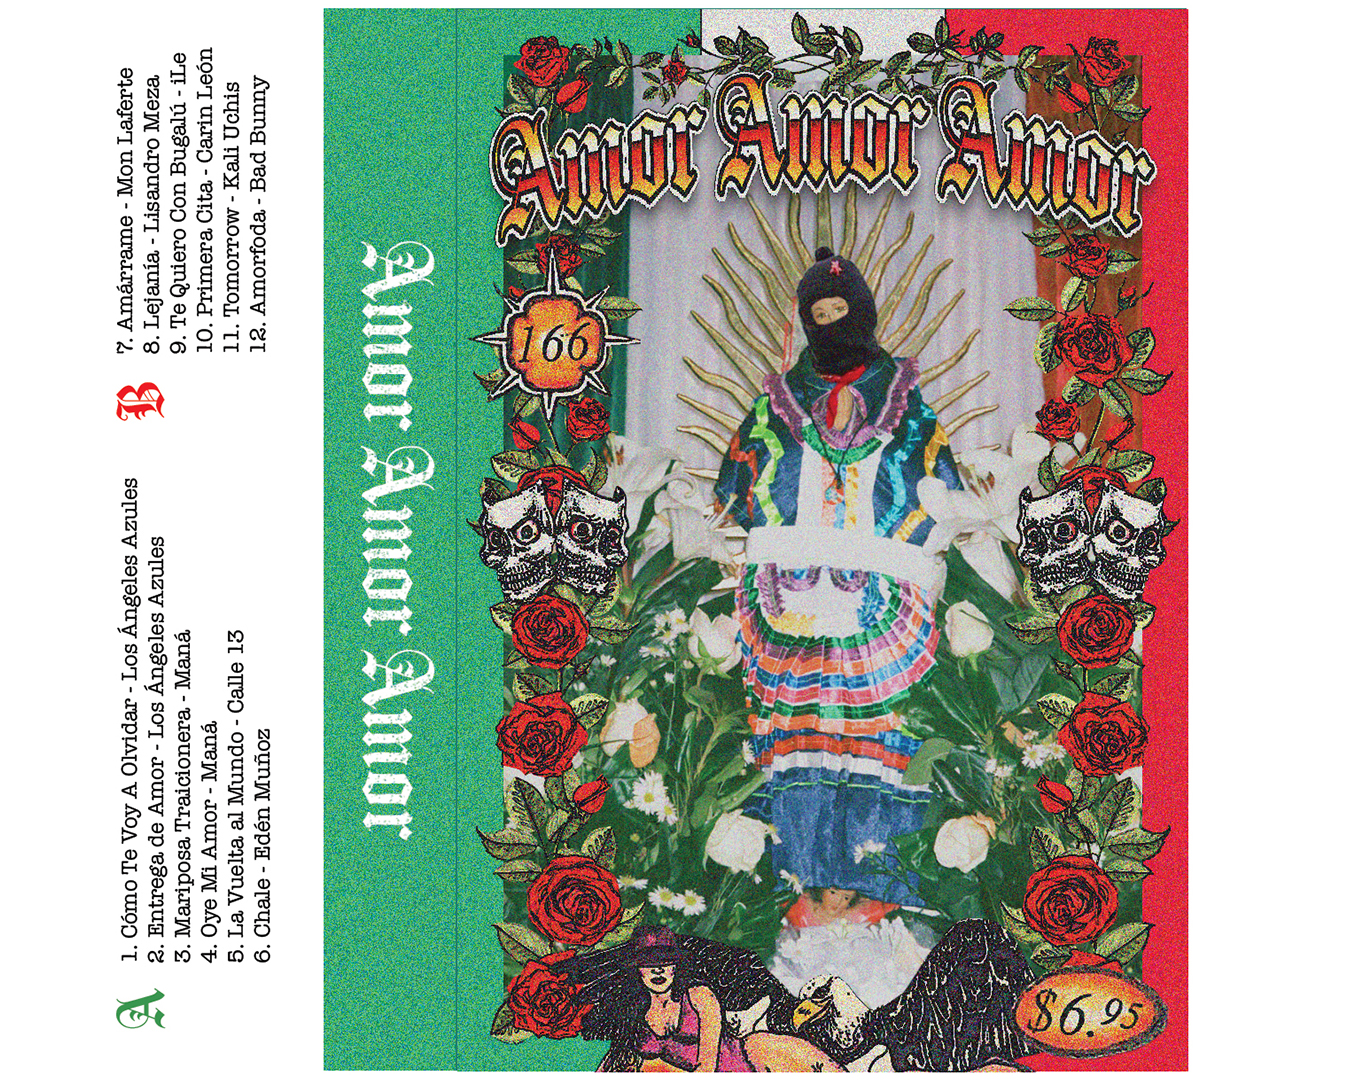 A
1. Cómo Te Voy A Olvidar - Los Ángeles Azules
2. Entrega de Amor - Los Ángeles Azules
3. Mariposa Traicionera - Maná
4. Oye Mi Amor - Maná
5. La Vuelta al Mundo - Calle 13
6. Chale - Edén Muñoz
B
7. Amárrame - Mon Laferte
8. Lejanía - Lisandro Meza
9. Te Quiero Con Bugalú - iLe
10. Primera Cita - Carin León
11. Tomorrow - Kali Uchis
12. Amorfoda - Bad Bunny
Amor Amor Amor
Amor Amor Amor
A
166
$6.95